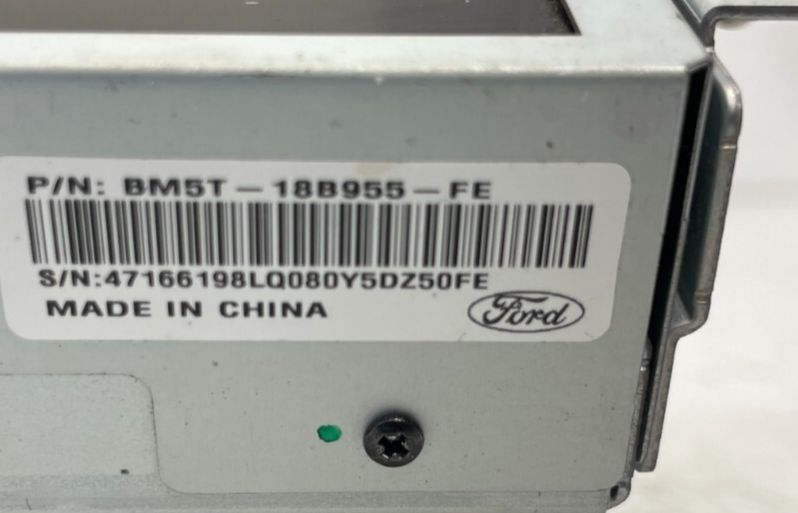 P/N: BM5T-18B955-FE
S/N:47166198LQ080Y5DZ50FE
MADE IN CHINA
Ford